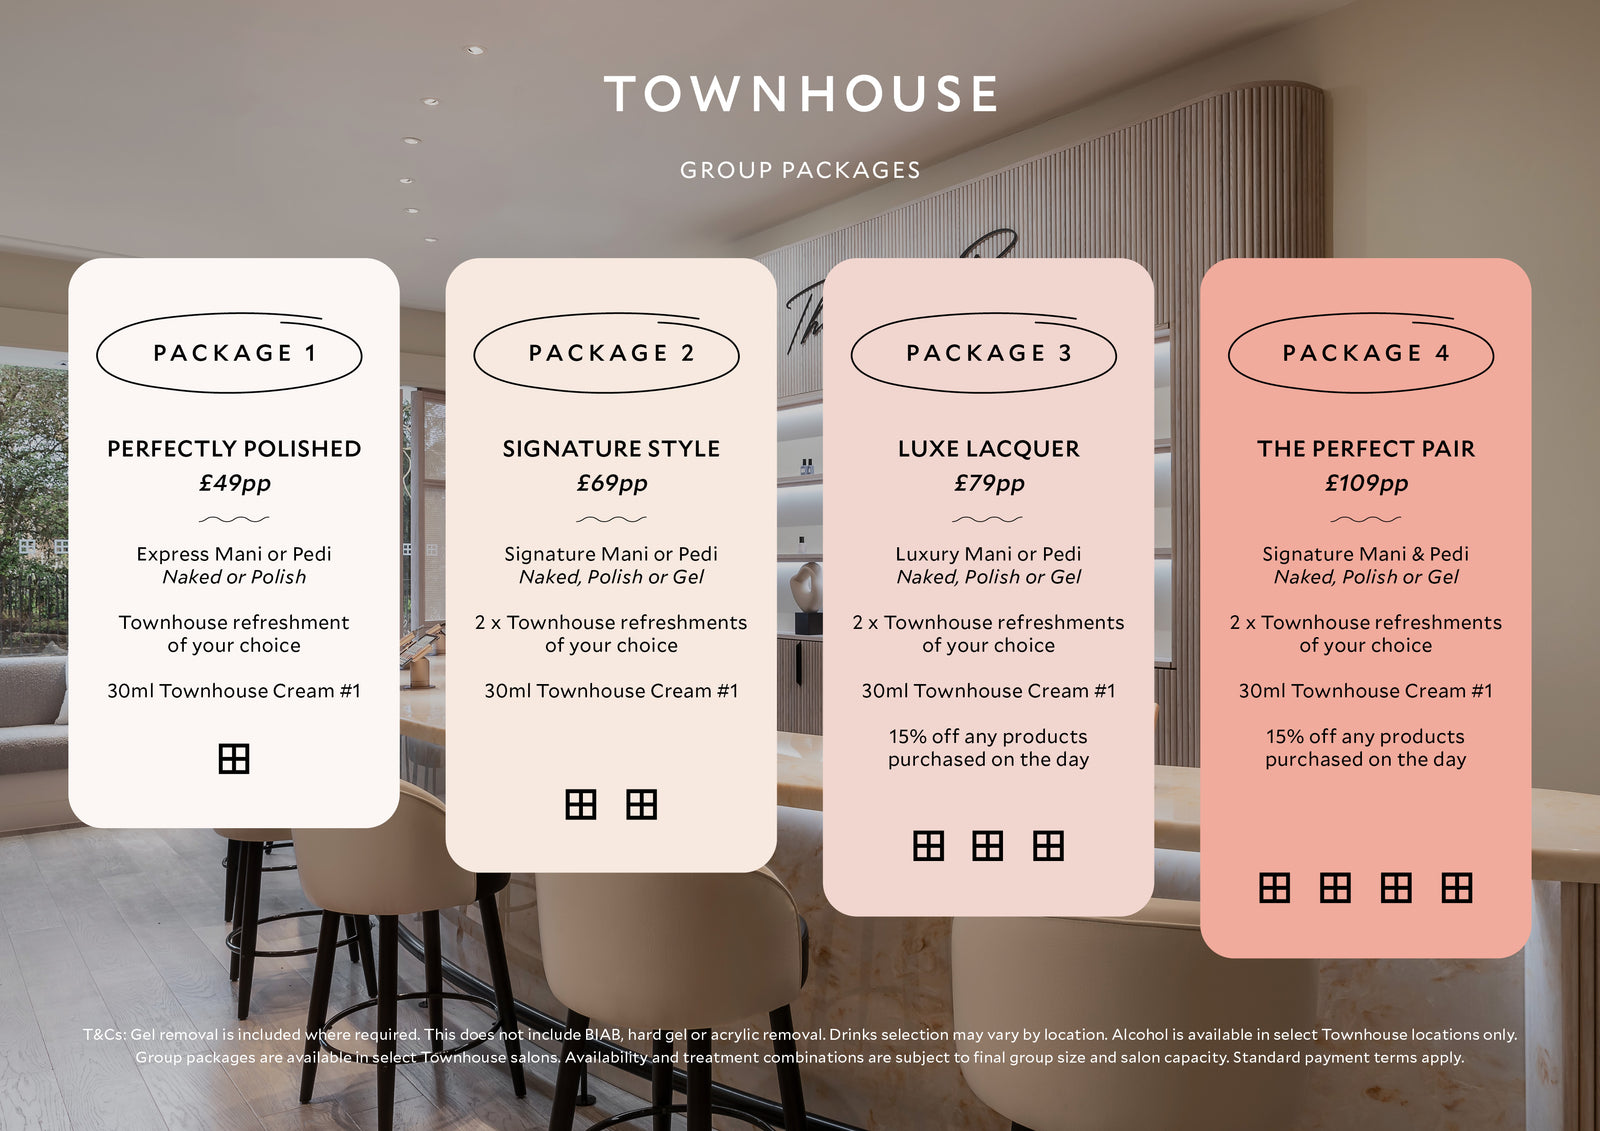 TOWNHOUSE
GROUP PACKAGES
PACKAGE 1
PERFECTLY POLISHED
£49pp
Express Mani or Pedi
Naked or Polish
Townhouse refreshment
of your choice
30ml Townhouse Cream #1
PACKAGE 2
SIGNATURE STYLE
£69pp
Signature Mani or Pedi
Naked, Polish or Gel
2 x Townhouse refreshments
of your choice
30ml Townhouse Cream #1
PACKAGE 3
LUXE LACQUER
£79pp
Luxury Mani or Pedi
Naked, Polish or Gel
2 x Townhouse refreshments
of your choice
30ml Townhouse Cream #1
15% off any products
purchased on the day
PACKAGE 4
THE PERFECT PAIR
£109pp
Signature Mani & Pedi
Naked, Polish or Gel
2 x Townhouse refreshments
of your choice
30ml Townhouse Cream #1
15% off any products
purchased on the day
T&Cs: Gel removal is included where required. This does not include BIAB, hard gel or acrylic removal. Drinks selection may vary by location. Alcohol is available in select Townhouse locations only.
Group packages are available in select Townhouse salons. Availability and treatment combinations are subject to final group size and salon capacity. Standard payment terms apply.